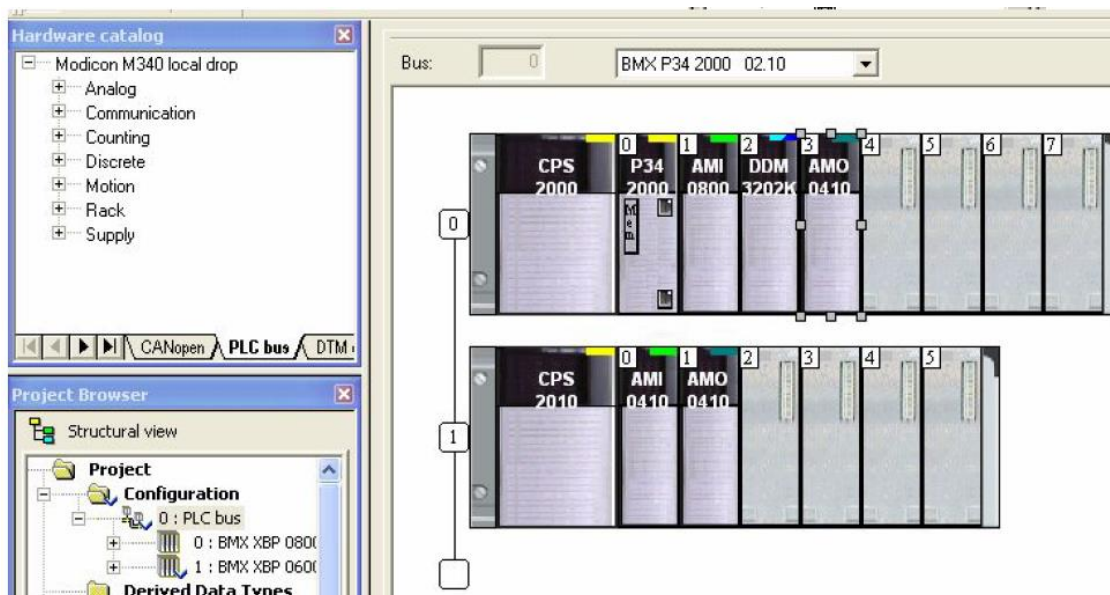 Hardware catalog
Modicon M340 local drop
Analog
Communication
Counting
Discrete
Motion
Rack
Supply
CANopen PLC bus DTM
Project Browser
Structural view
Project
Configuration
0 : PLC bus
0 : BMX XBP 080(
1 : BMX XBP 060(
Derived Data Types
Bus: 0 BMX P34 2000 02.10
0 1 2 3 4 5 6 7
CPS P34 AMI DDM AMO
2000 2000 0800 3202K 0410
Mem
0
0 1 2 3 4 5
CPS AMI AMO
2010 0410 0410
1